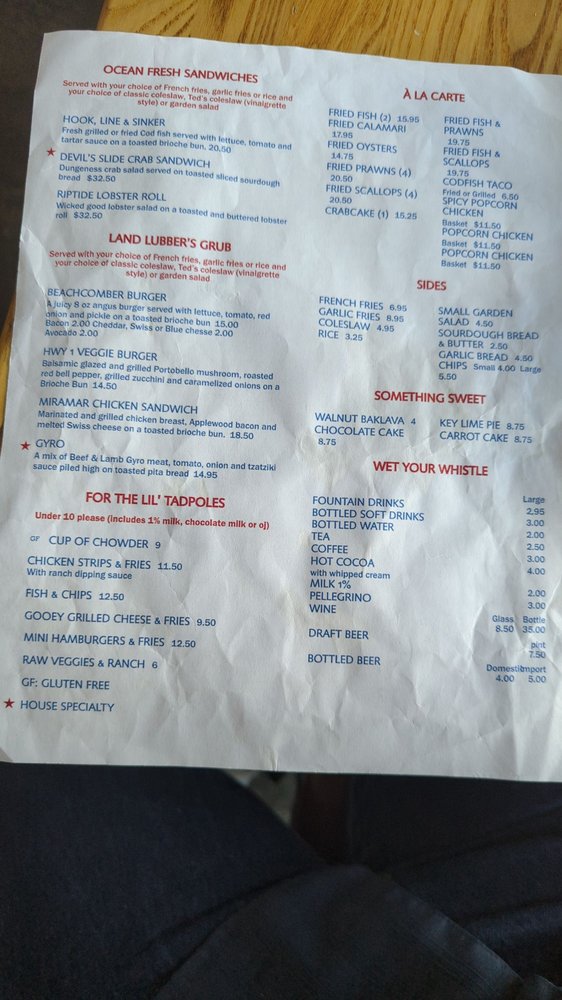 OCEAN FRESH SANDWICHES
Served with your choice of French fries, garlic fries or rice and
your choice of classic coleslaw, Ted's coleslaw (vinaigrette
style) or garden salad
HOOK, LINE & SINKER
Fresh grilled or fried Cod fish served with lettuce, tomato and
tartar sauce on a toasted brioche bun. 20.50
★ DEVIL'S SLIDE CRAB SANDWICH
Dungeness crab salad served on toasted sliced sourdough
bread $32.50
RIPTIDE LOBSTER ROLL
Wicked good lobster salad on a toasted and buttered lobster
roll $32.50
LAND LUBBER'S GRUB
Served with your choice of French fries, garlic fries or rice and
your choice of classic coleslaw, Ted's coleslaw (vinaigrette
style) or garden salad
BEACHCOMBER BURGER
A juicy 8 oz angus burger served with lettuce, tomato, red
onion and pickle on a toasted brioche bun 15.00
Bacon 2.00 Cheddar, Swiss or Blue chesse 2.00
Avocado 2.00
HWY 1 VEGGIE BURGER
Balsamic glazed and grilled Portobello mushroom, roasted
red bell pepper, grilled zucchini and caramelized onions on a
Brioche Bun 14.50
MIRAMAR CHICKEN SANDWICH
Marinated and grilled chicken breast, Applewood bacon and
melted Swiss cheese on a toasted brioche bun. 18.50
★ GYRO
A mix of Beef & Lamb Gyro meat, tomato, onion and tzatziki
sauce piled high on toasted pita bread 14.95
FOR THE LIL' TADPOLES
Under 10 please (includes 1% milk, chocolate milk or oj)
GF CUP OF CHOWDER 9
CHICKEN STRIPS & FRIES 11.50
With ranch dipping sauce
FISH & CHIPS 12.50
GOOEY GRILLED CHEESE & FRIES 9.50
MINI HAMBURGERS & FRIES 12.50
RAW VEGGIES & RANCH 6
GF: GLUTEN FREE
★ HOUSE SPECIALTY
À LA CARTE
FRIED FISH (2) 15.95
FRIED CALAMARI
17.95
FRIED OYSTERS
14.75
FRIED PRAWNS (4)
20.50
FRIED SCALLOPS (4)
20.50
CRABCAKE (1) 15.25
FRIED FISH &
PRAWNS
19.75
FRIED FISH &
SCALLOPS
19.75
CODFISH TACO
Fried or Grilled 6.50
SPICY POPCORN
CHICKEN
Basket $11.50
POPCORN CHICKEN
Basket $11.50
POPCORN CHICKEN
Basket $11.50
SIDES
FRENCH FRIES 6.95
GARLIC FRIES 8.95
COLESLAW 4.95
RICE 3.25
SMALL GARDEN
SALAD 4.50
SOURDOUGH BREAD
& BUTTER 2.50
GARLIC BREAD 4.50
CHIPS Small 4.00 Large
5.50
SOMETHING SWEET
WALNUT BAKLAVA 4
CHOCOLATE CAKE
8.75
KEY LIME PIE 8.75
CARROT CAKE 8.75
WET YOUR WHISTLE
Large
FOUNTAIN DRINKS 2.95
BOTTLED SOFT DRINKS 3.00
BOTTLED WATER 2.00
TEA 2.50
COFFEE 3.00
HOT COCOA 4.00
with whipped cream
MILK 1% 2.00
PELLEGRINO 3.00
WINE Glass Bottle
8.50 35.00
DRAFT BEER pint
7.50
BOTTLED BEER Domestic Import
4.00 5.00